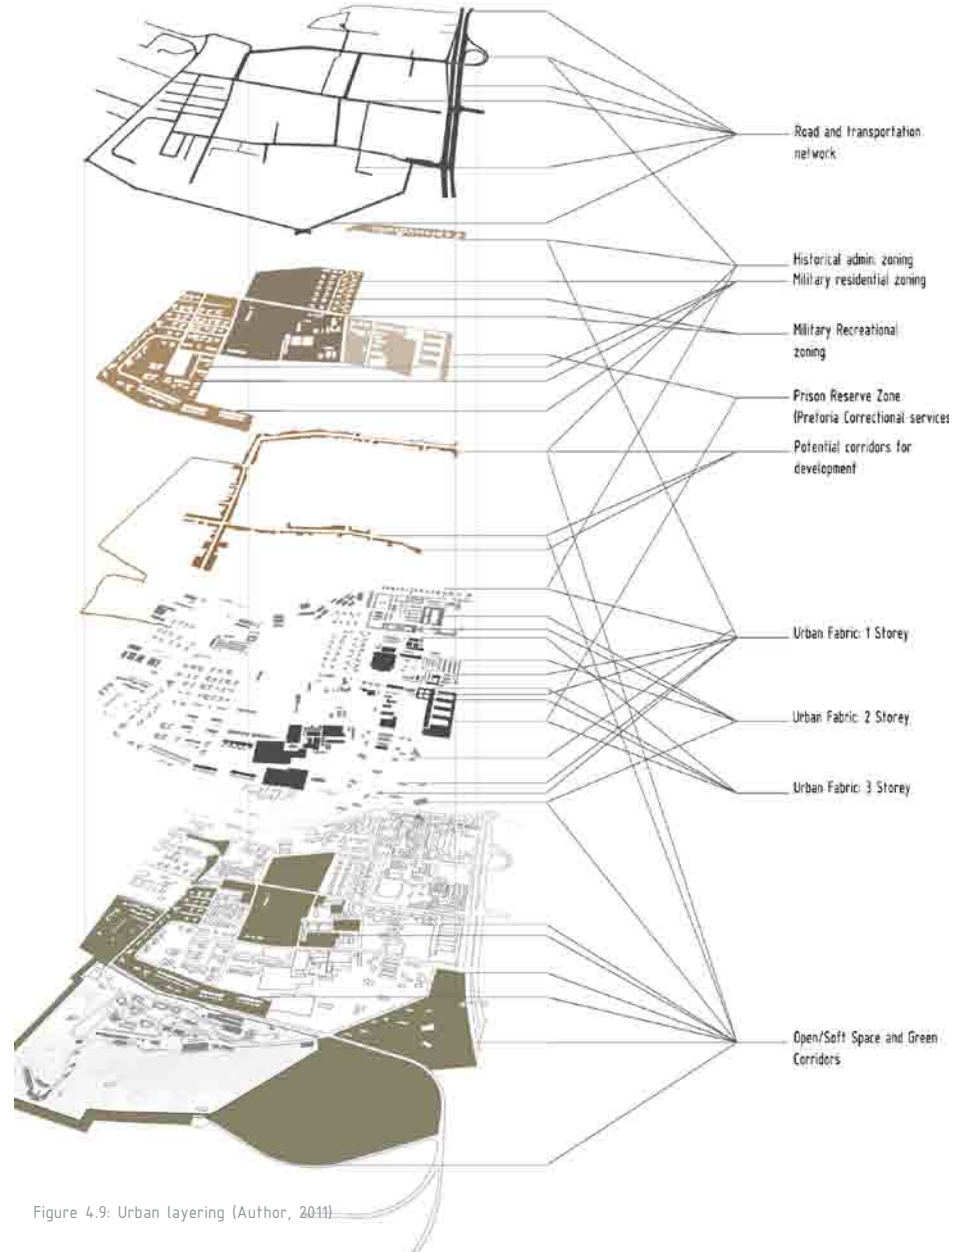 Road and transportation
network
Historical admin. zoning
Military residential zoning
Military Recreational
zoning
Prison Reserve Zone
(Pretoria Correctional services
Potential corridors for
development
Urban Fabric: 1 Storey
Urban Fabric: 2 Storey
Urban Fabric: 3 Storey
Open/Soft Space and Green
Corridors
Figure 4.9: Urban layering (Author, 2011)